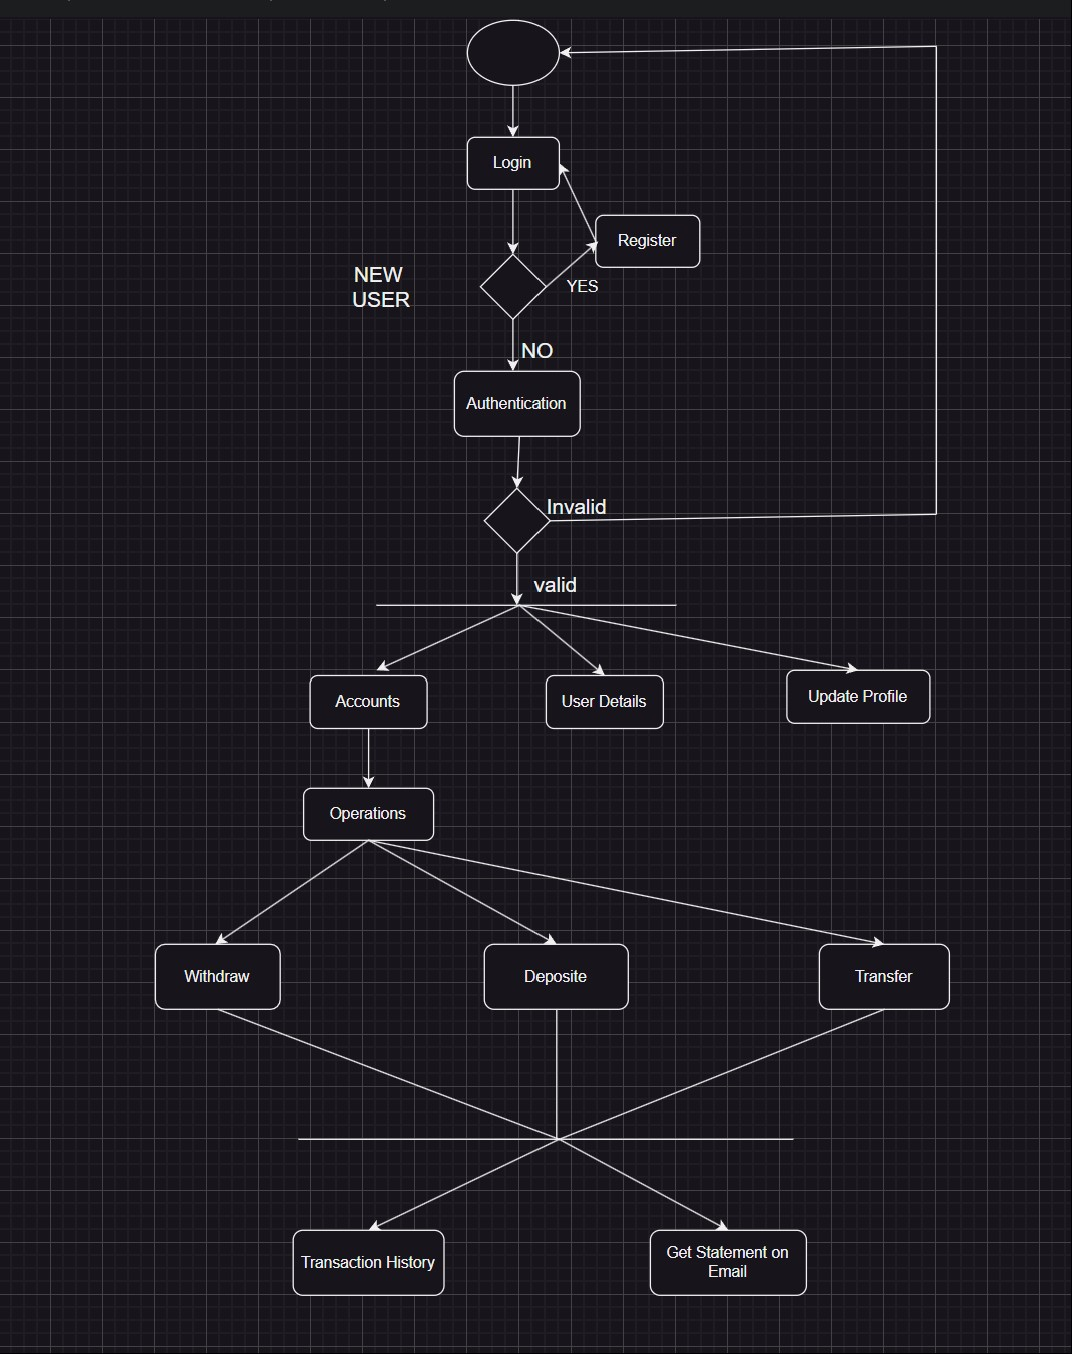 Login
Register
NEW
USER
YES
NO
Authentication
Invalid
valid
Accounts
User Details
Update Profile
Operations
Withdraw
Deposite
Transfer
Transaction History
Get Statement on
Email